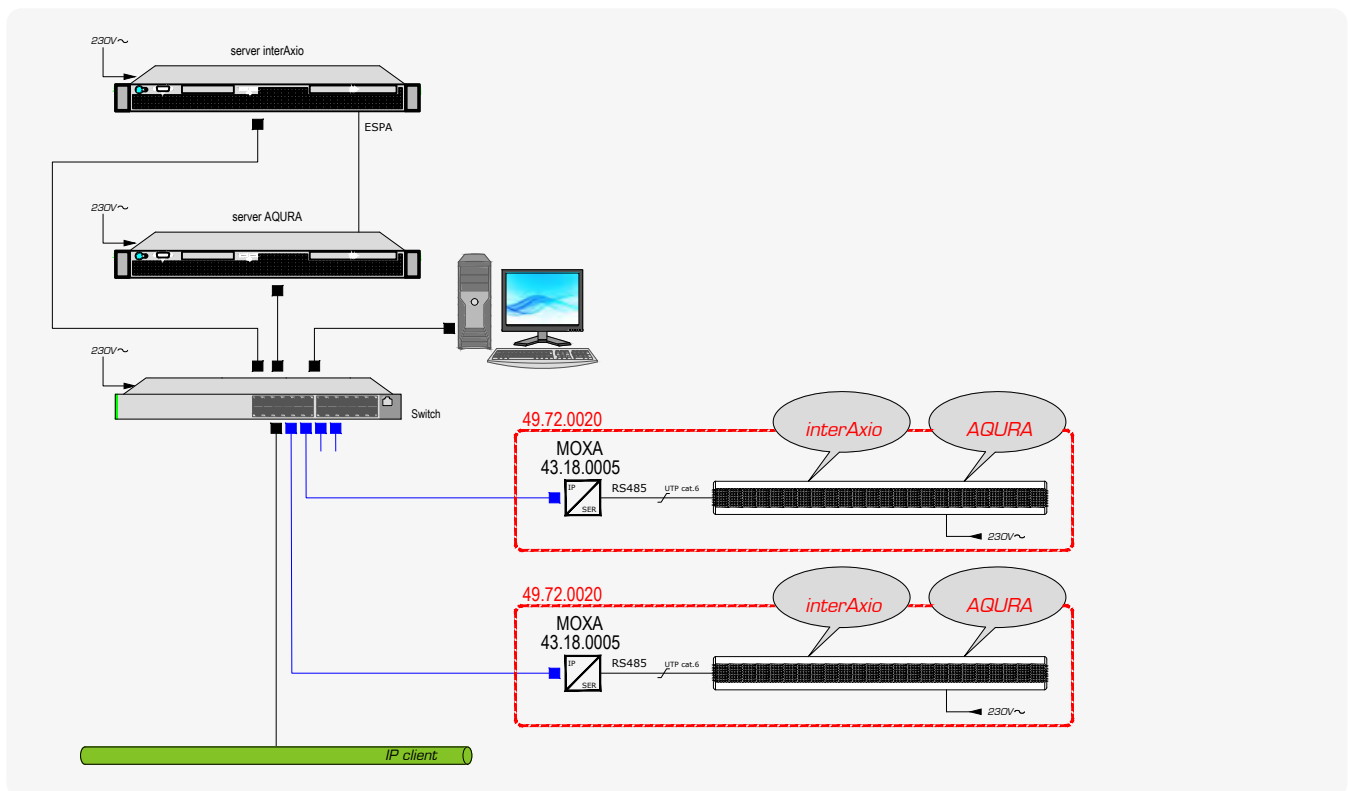 230V~
server interAxio
ESPA
230V~
server AQURA
230V~
Switch
49.72.0020
interAxio
AQURA
MOXA
43.18.0005
IP
SER
RS485
UTP cat.6
230V~
49.72.0020
interAxio
AQURA
MOXA
43.18.0005
IP
SER
RS485
UTP cat.6
230V~
IP client